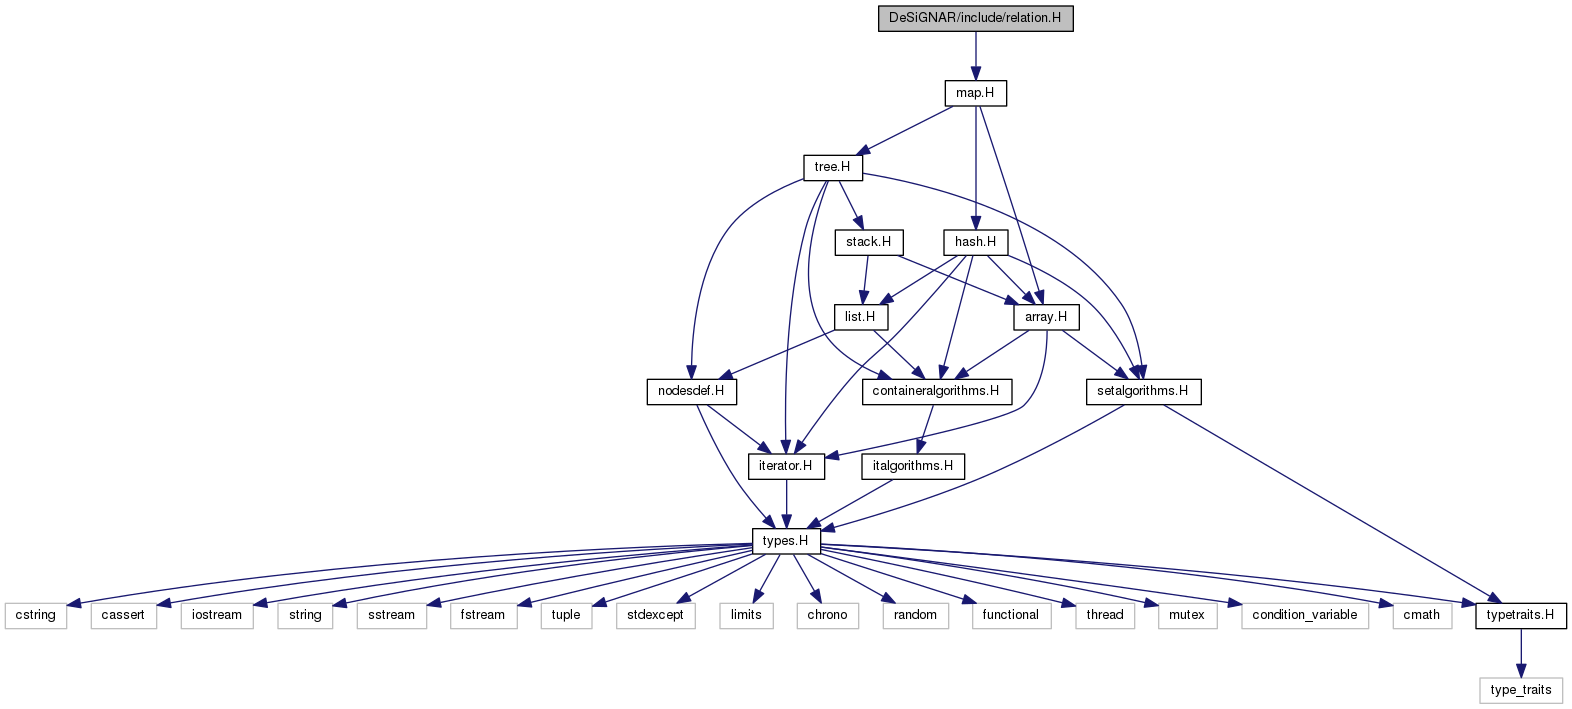 DeSiGNAR/include/relation.H
map.H
tree.H
stack.H
hash.H
list.H
array.H
nodesdef.H
containeralgorithms.H
setalgorithms.H
iterator.H
italgorithms.H
types.H
cstring
cassert
iostream
string
sstream
fstream
tuple
stdexcept
limits
chrono
random
functional
thread
mutex
condition_variable
cmath
typetraits.H
type_traits